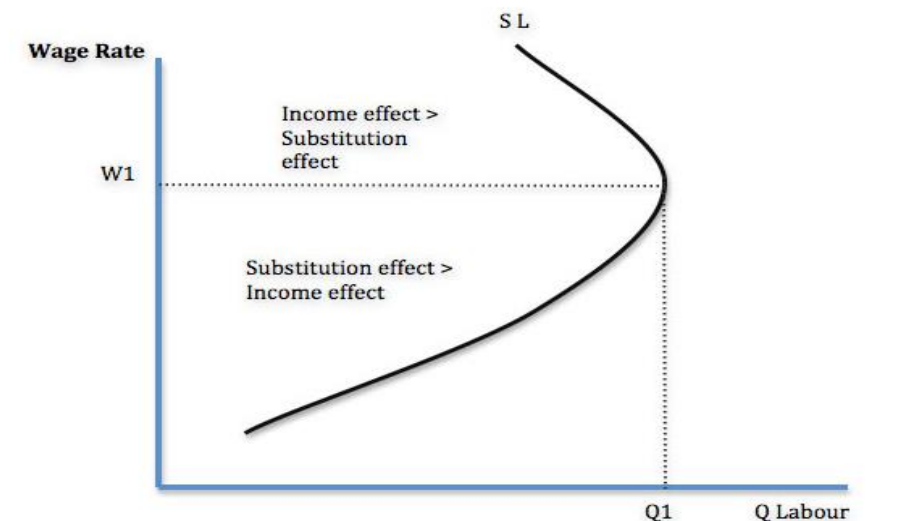 S L
Wage Rate
Income effect >
Substitution
effect
W1
Substitution effect >
Income effect
Q1
Q Labour